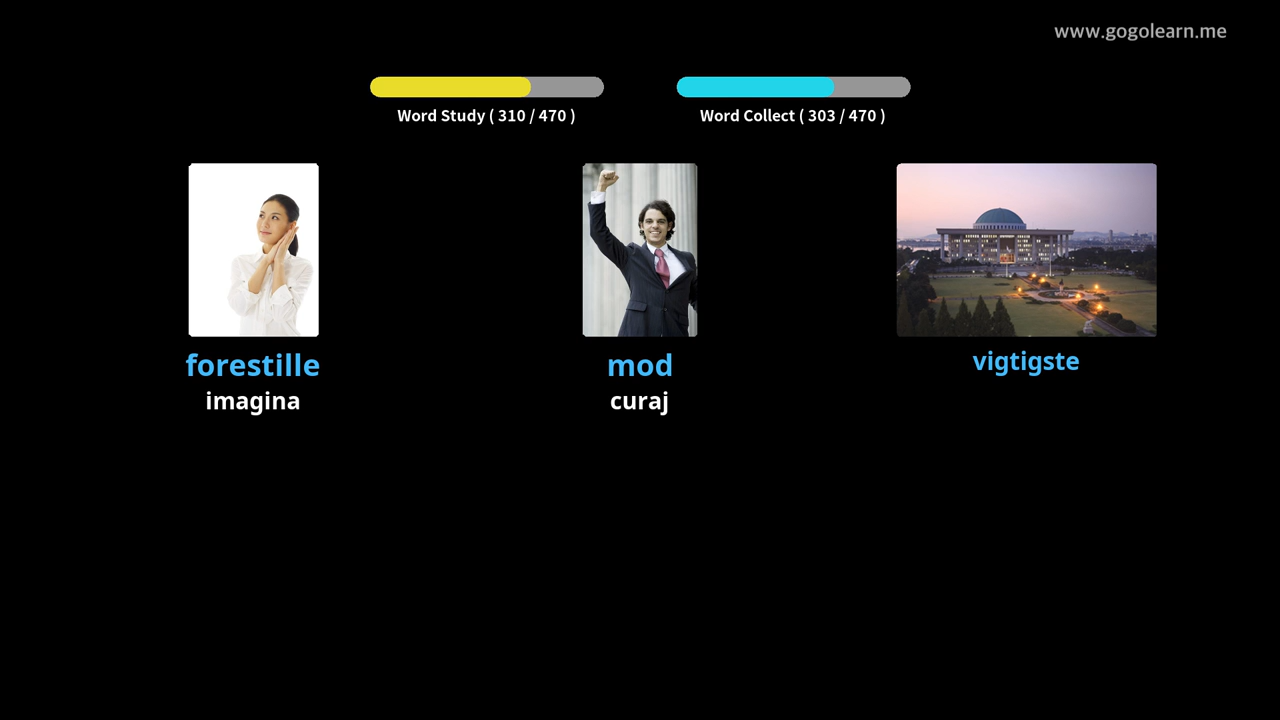 www.gogolearn.me
Word Study ( 310 / 470 )
Word Collect ( 303 / 470 )
forestille
imagina
mod
curaj
vigtigste